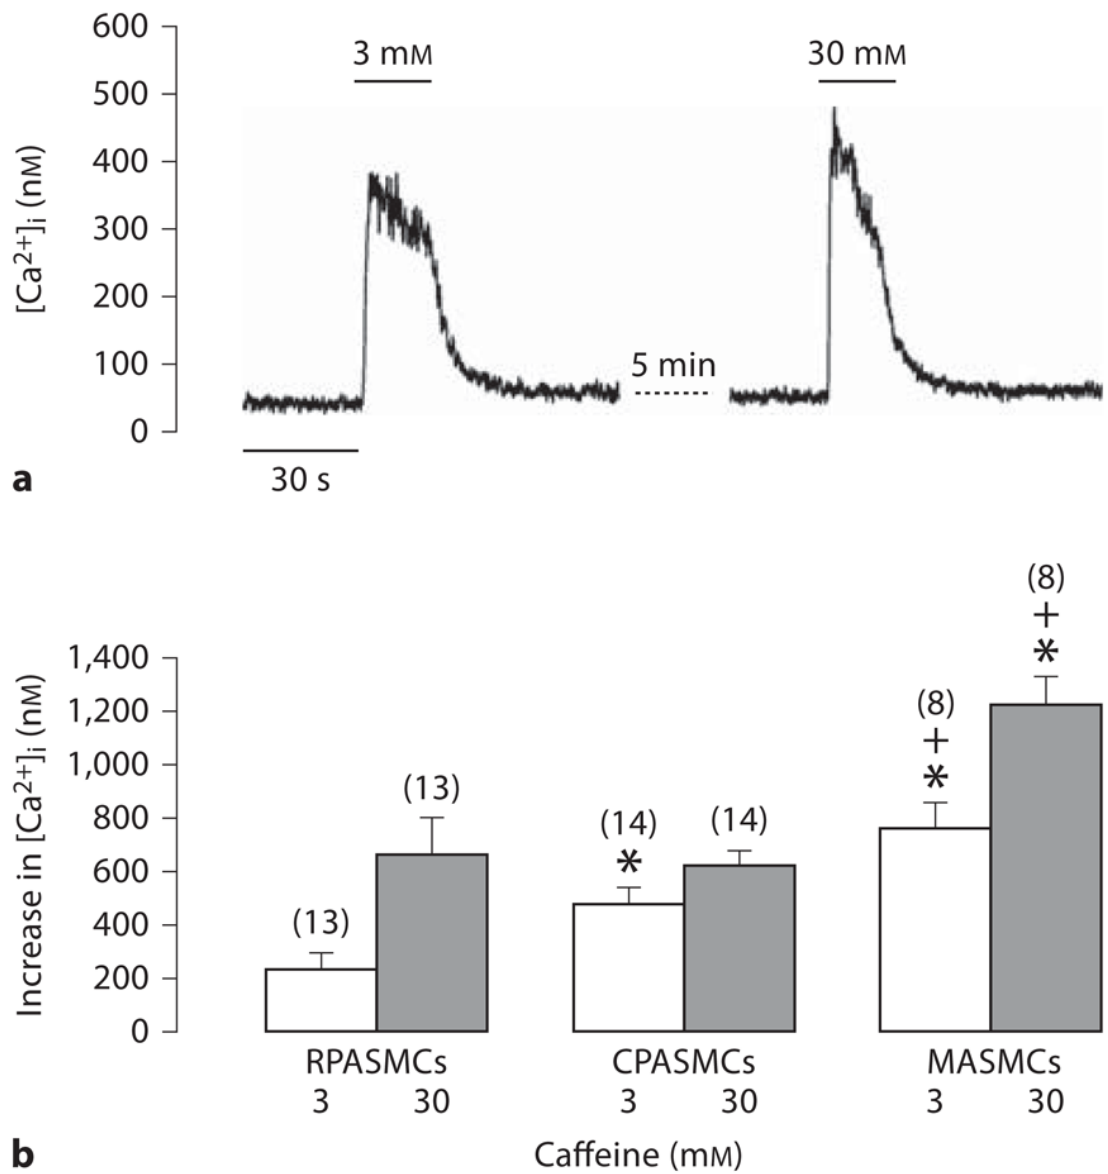 600
3 mM
30 mM
500
400
300
200
100
0
[Ca²⁺]ᵢ (nM)
5 min
30 s
a
(8)
+
*
1,400
1,200
1,000
800
600
400
200
0
Increase in [Ca²⁺]ᵢ (nM)
(8)
+
*
(13)
(14)
*
(14)
(13)
RPASMCs CPASMCs MASMCs
3 30 3 30 3 30
b
Caffeine (mM)